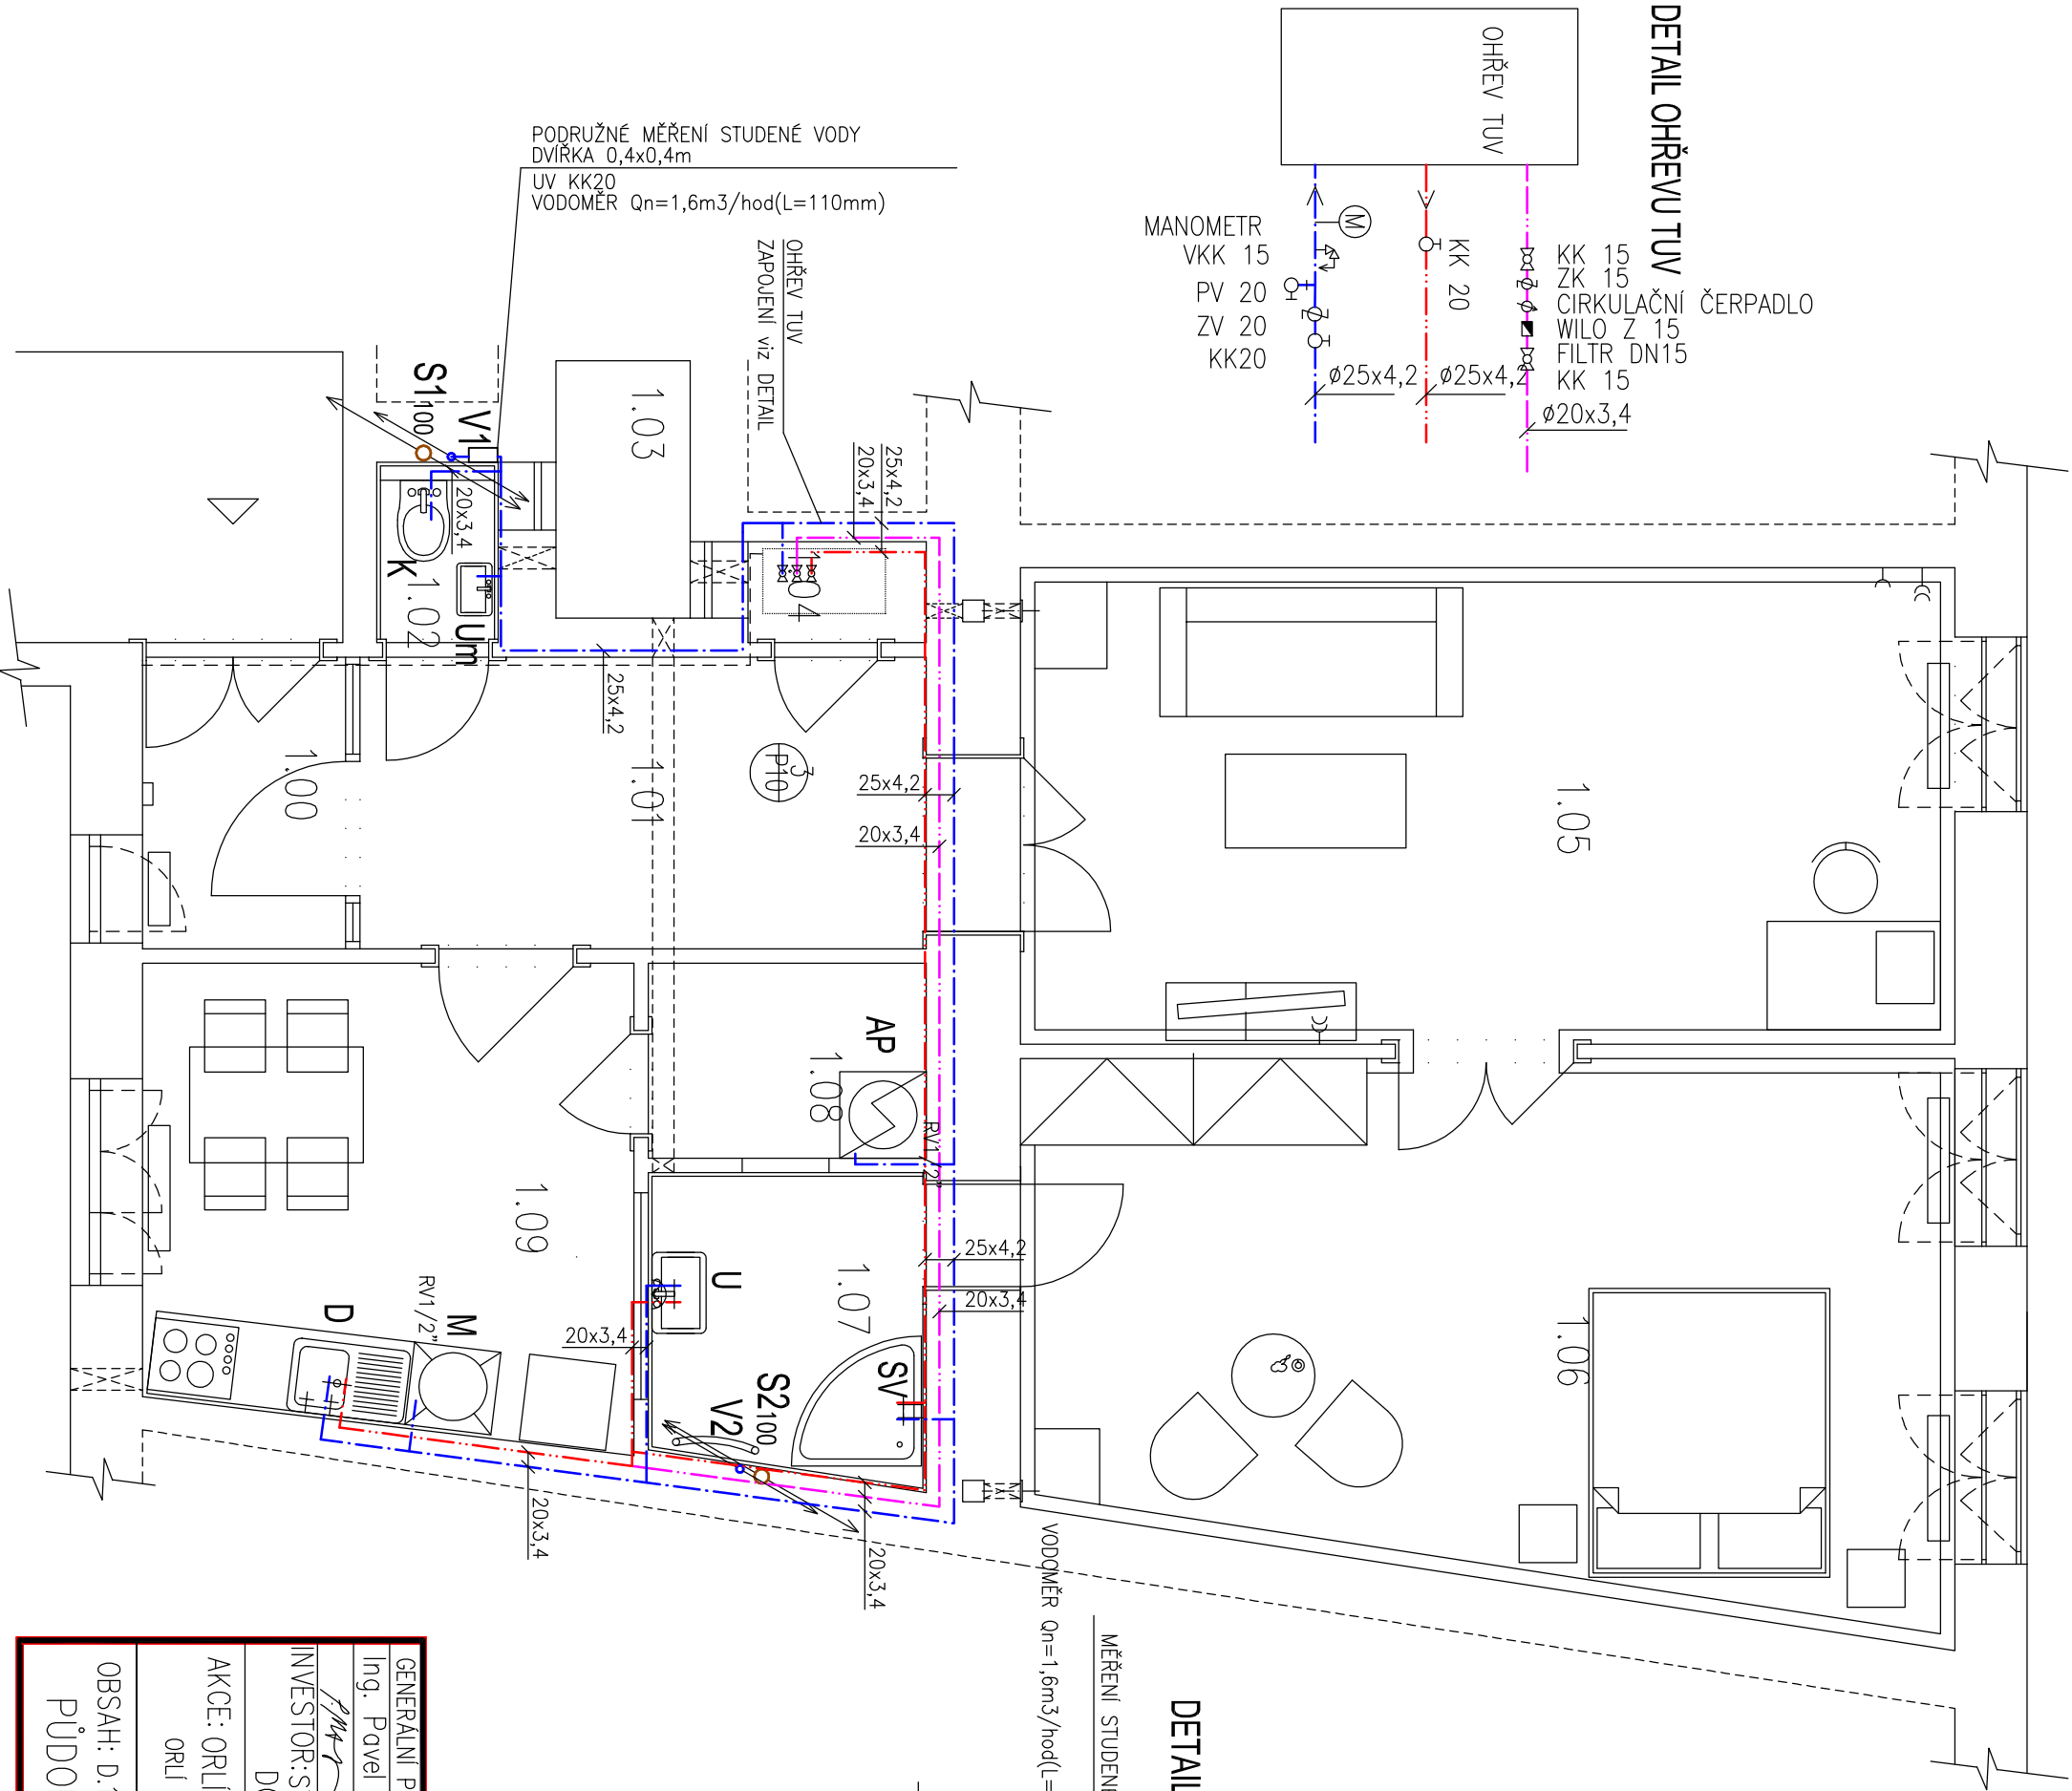 DETAIL OHŘEVU TUV
OHŘEV TUV
MANOMETR
VKK 15
PV 20
ZV 20
KK20
M
KK 20
KK 15
ZK 15
CIRKULAČNÍ ČERPADLO
WILO Z 15
FILTR DN15
KK 15
ø25x4,2
ø25x4,2
ø20x3,4
PODRUŽNÉ MĚŘENÍ STUDENÉ VODY
DVÍŘKA 0,4x0,4m
UV KK20
VODOMĚR Qn=1,6m3/hod(L=110mm)
OHŘEV TUV
ZAPOJENÍ viz DETAIL
S1100
V1
1.03
25x4,2
20x3,4
20x3,4
K
1.02
Um
1.04
25x4,2
1.00
1.01
3
P10
25x4,2
20x3,4
1.05
AP
1.08
RV1/2"
1.09
U
1.07
25x4,2
20x3,4
1.06
D
RV1/2"
M
20x3,4
S2100
V2
SV
20x3,4
20x3,4
VODOMĚR Qn=1,6m3/hod(L=
MĚŘENÍ STUDENÉ
DETAIL
GENERÁLNÍ P
Ing. Pavel
INVESTOR:S
AKCE: ORLÍ
ORLÍ
OBSAH: D.
PŮDO